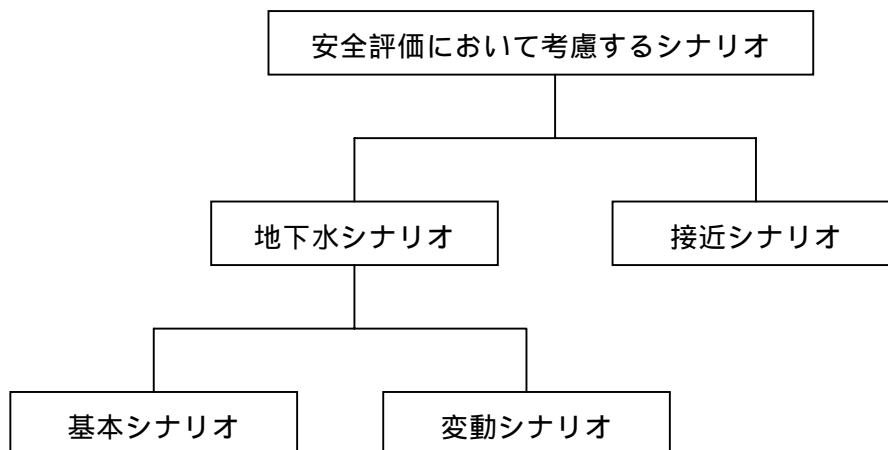 安全評価において考慮するシナリオ
地下水シナリオ
接近シナリオ
基本シナリオ
変動シナリオ